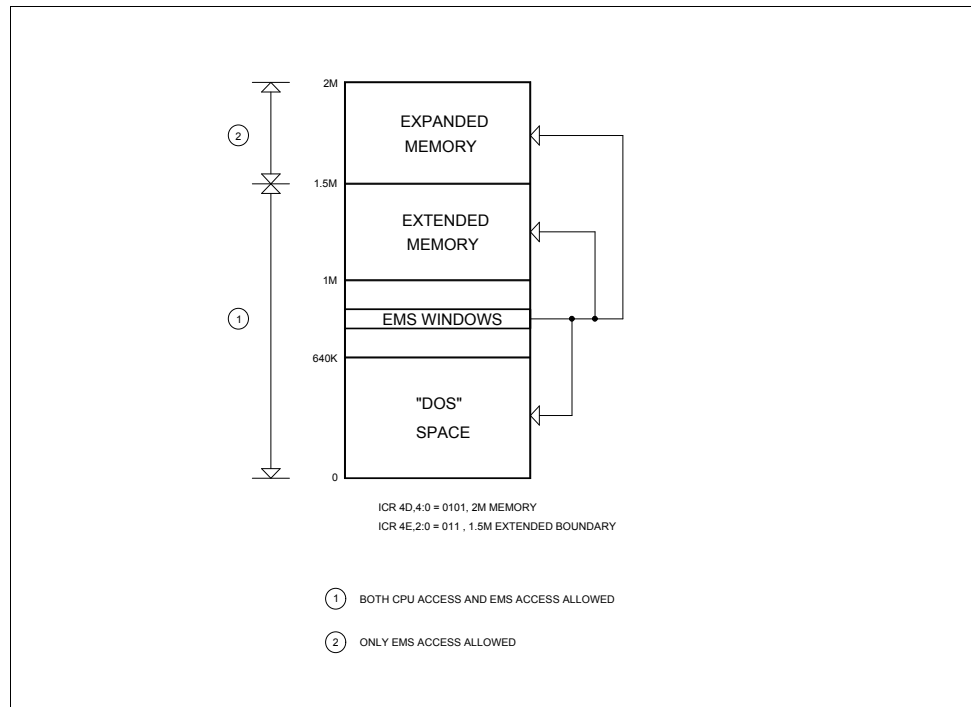 2M
EXPANDED
MEMORY
2
1.5M
EXTENDED
MEMORY
1M
1
EMS WINDOWS
640K
"DOS"
SPACE
0
ICR 4D,4:0 = 0101, 2M MEMORY
ICR 4E,2:0 = 011 , 1.5M EXTENDED BOUNDARY
1 BOTH CPU ACCESS AND EMS ACCESS ALLOWED
2 ONLY EMS ACCESS ALLOWED